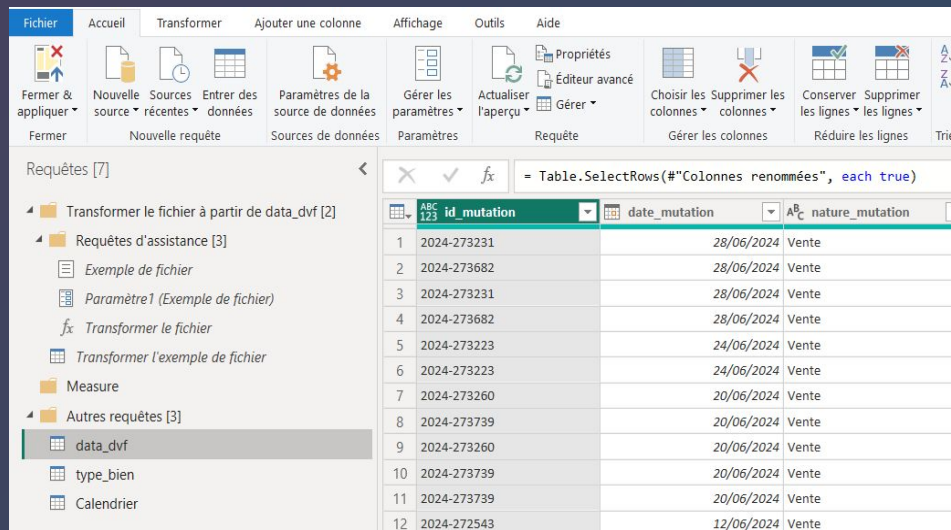 Fichier Accueil Transformer Ajouter une colonne Affichage Outils Aide
Fermer & appliquer
Nouvelle source
Sources récentes
Entrer des données
Paramètres de la source de données
Gérer les paramètres
Actualiser l'aperçu
Propriétés
Éditeur avancé
Gérer
Choisir les colonnes
Supprimer les colonnes
Conserver les lignes
Supprimer les lignes
Fermer Nouvelle requête Sources de données Paramètres Requête Gérer les colonnes Réduire les lignes
Requêtes [7]
fx = Table.SelectRows(#"Colonnes renommées", each true)
Transformer le fichier à partir de data_dvf [2]
Requêtes d'assistance [3]
Exemple de fichier
Paramètre1 (Exemple de fichier)
fx Transformer le fichier
Transformer l'exemple de fichier
Measure
Autres requêtes [3]
data_dvf
type_bien
Calendrier
ABC 123 id_mutation date_mutation ABC nature_mutation
1 2024-273231 28/06/2024 Vente
2 2024-273682 28/06/2024 Vente
3 2024-273231 28/06/2024 Vente
4 2024-273682 28/06/2024 Vente
5 2024-273223 24/06/2024 Vente
6 2024-273223 24/06/2024 Vente
7 2024-273260 20/06/2024 Vente
8 2024-273739 20/06/2024 Vente
9 2024-273260 20/06/2024 Vente
10 2024-273739 20/06/2024 Vente
11 2024-273739 20/06/2024 Vente
12 2024-272543 12/06/2024 Vente